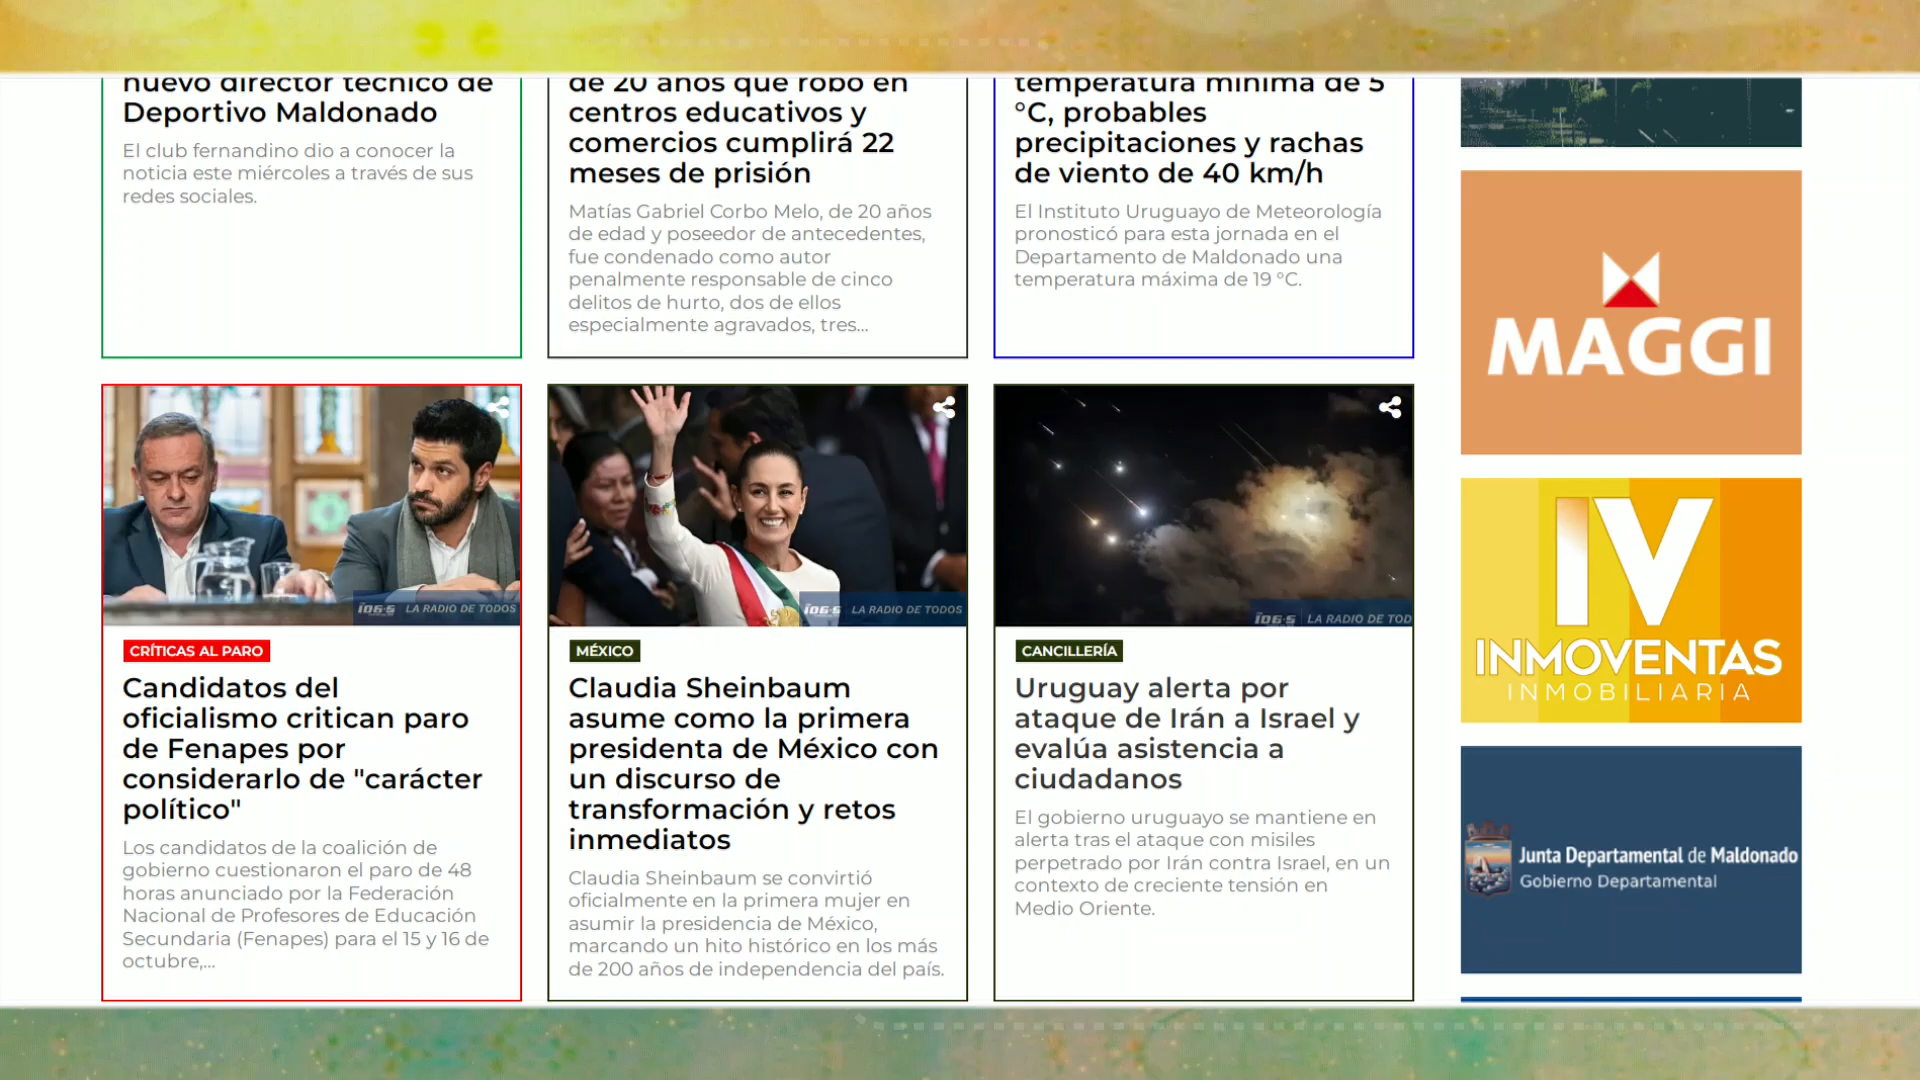 nuevo director técnico de
Deportivo Maldonado
El club fernandino dio a conocer la
noticia este miércoles a través de sus
redes sociales.
de 20 años que robó en
centros educativos y
comercios cumplirá 22
meses de prisión
Matías Gabriel Corbo Melo, de 20 años
de edad y poseedor de antecedentes,
fue condenado como autor
penalmente responsable de cinco
delitos de hurto, dos de ellos
especialmente agravados, tres...
temperatura mínima de 5
°C, probables
precipitaciones y rachas
de viento de 40 km/h
El Instituto Uruguayo de Meteorología
pronosticó para esta jornada en el
Departamento de Maldonado una
temperatura máxima de 19 °C.
106.5 LA RADIO DE TODOS
CRÍTICAS AL PARO
Candidatos del
oficialismo critican paro
de Fenapes por
considerarlo de "carácter
político"
Los candidatos de la coalición de
gobierno cuestionaron el paro de 48
horas anunciado por la Federación
Nacional de Profesores de Educación
Secundaria (Fenapes) para el 15 y 16 de
octubre,...
106.5 LA RADIO DE TODOS
MÉXICO
Claudia Sheinbaum
asume como la primera
presidenta de México con
un discurso de
transformación y retos
inmediatos
Claudia Sheinbaum se convirtió
oficialmente en la primera mujer en
asumir la presidencia de México,
marcando un hito histórico en los más
de 200 años de independencia del país.
106.5 LA RADIO DE TOD
CANCILLERÍA
Uruguay alerta por
ataque de Irán a Israel y
evalúa asistencia a
ciudadanos
El gobierno uruguayo se mantiene en
alerta tras el ataque con misiles
perpetrado por Irán contra Israel, en un
contexto de creciente tensión en
Medio Oriente.
MAGGI
IV
INMOVENTAS
INMOBILIARIA
Junta Departamental de Maldonado
Gobierno Departamental